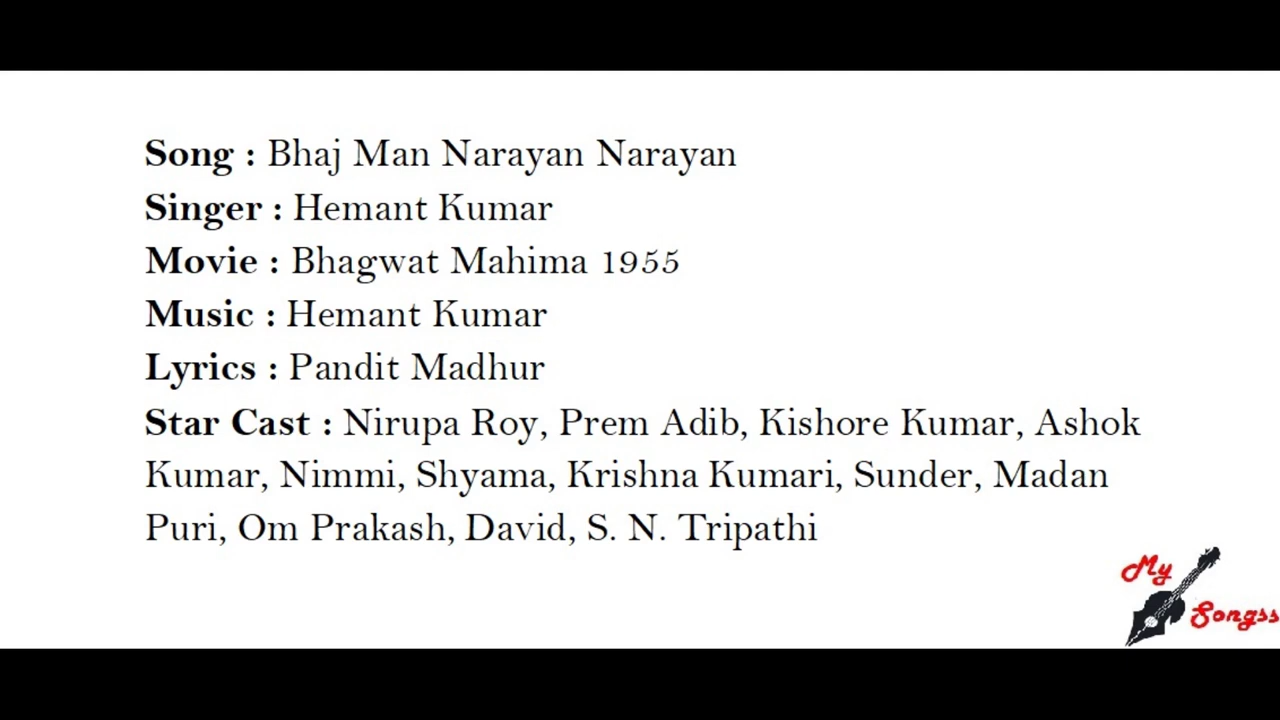 Song : Bhaj Man Narayan Narayan
Singer : Hemant Kumar
Movie : Bhagwat Mahima 1955
Music : Hemant Kumar
Lyrics : Pandit Madhur
Star Cast : Nirupa Roy, Prem Adib, Kishore Kumar, Ashok
Kumar, Nimmi, Shyama, Krishna Kumari, Sunder, Madan
Puri, Om Prakash, David, S. N. Tripathi
My
Songss